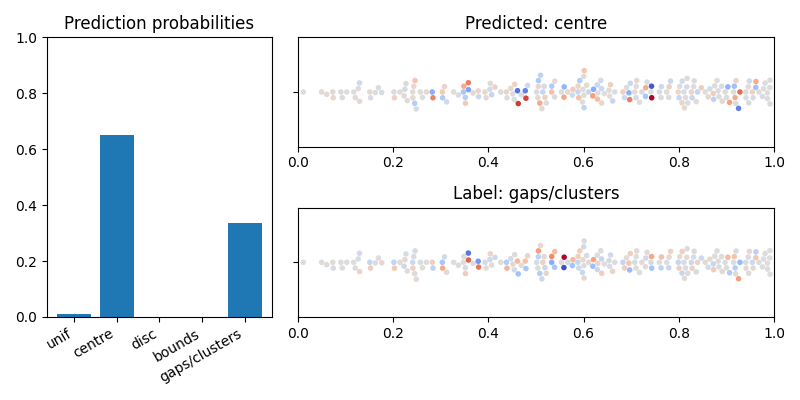 Prediction probabilities
1.0
0.8
0.6
0.4
0.2
0.0
unif
centre
disc
bounds
gaps/clusters
Predicted: centre
0.0 0.2 0.4 0.6 0.8 1.0
Label: gaps/clusters
0.0 0.2 0.4 0.6 0.8 1.0